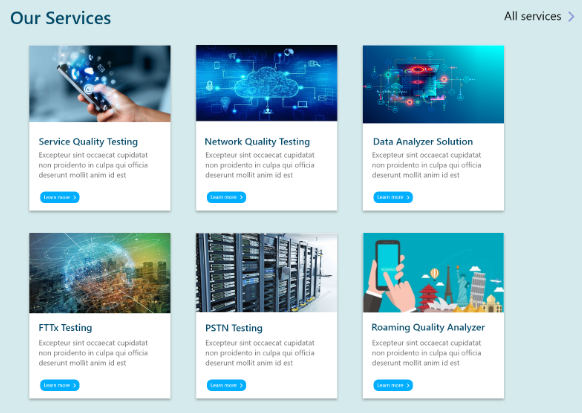 Our Services
All services
Service Quality Testing
Excepteur sint occaecat cupidatat
non proidento in culpa qui officia
deserunt mollit anim id est
Learn more
Network Quality Testing
Excepteur sint occaecat cupidatat
non proidento in culpa qui officia
deserunt mollit anim id est
Learn more
Data Analyzer Solution
Excepteur sint occaecat cupidatat
non proidento in culpa qui officia
deserunt mollit anim id est
Learn more
FTTx Testing
Excepteur sint occaecat cupidatat
non proidento in culpa qui officia
deserunt mollit anim id est
Learn more
PSTN Testing
Excepteur sint occaecat cupidatat
non proidento in culpa qui officia
deserunt mollit anim id est
Learn more
Roaming Quality Analyzer
Excepteur sint occaecat cupidatat
non proidento in culpa qui officia
deserunt mollit anim id est
Learn more